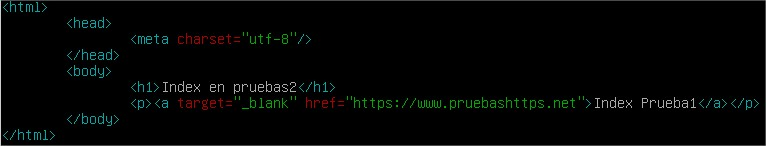 <html>
<head>
<meta charset="utf-8"/>
</head>
<body>
<h1>Index en pruebas2</h1>
<p><a target="_blank" href="https://www.pruebashttps.net">Index Prueba1</a></p>
</body>
</html>